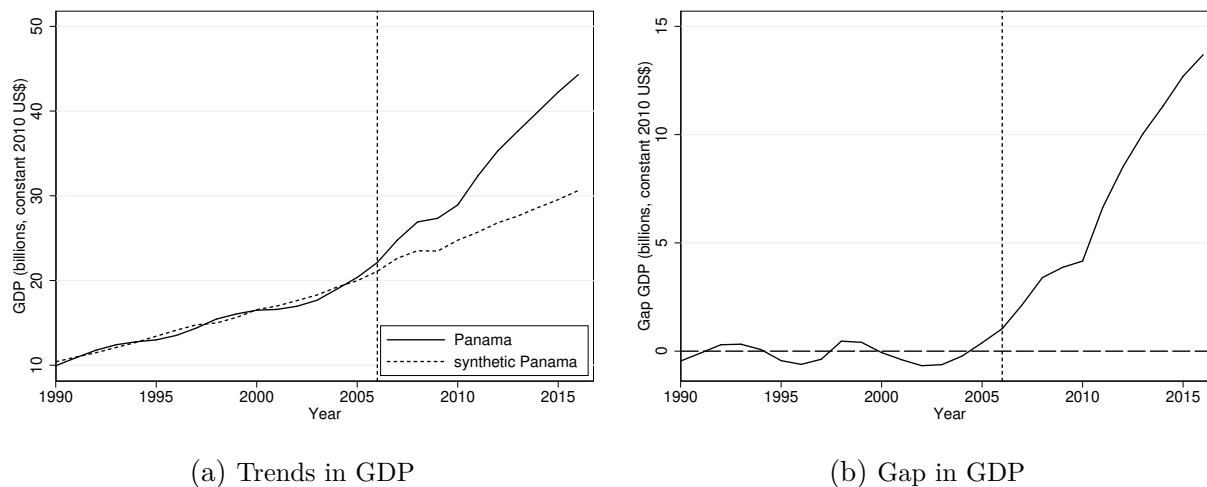 GDP (billions, constant 2010 US$)
50
40
30
20
10
Panama
synthetic Panama
1990 1995 2000 2005 2010 2015
Year
(a) Trends in GDP
Gap GDP (billions, constant 2010 US$)
15
10
5
0
1990 1995 2000 2005 2010 2015
Year
(b) Gap in GDP